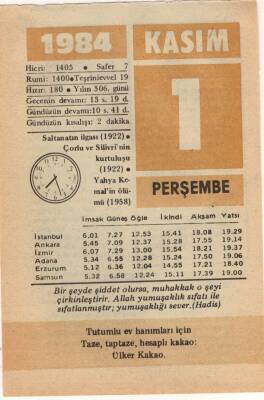 1984 KASIM
Hicri: 1405 • Safer 7
Rumi: 1400•Teşrinievvel 19
Hızır: 180 • Yılın 306. günü
Gecenin devamı: 13 s. 19 d.
Gündüzün devamı:10 s. 41 d.
Gündüzün kısalışı: 2 dakika
1
Saltanatın ilgası (1922) •
Çorlu ve Silivri'nin
kurtuluşu
(1922) •
Yahya Ke-
mal'in ölü-
mü (1958)
PERŞEMBE
İmsak Güneş Öğle İkindi Akşam Yatsı
İstanbul 6.01 7.27 12.53 15.41 18.08 19.29
Ankara 5.45 7.09 12.37 15.28 17.55 19.14
İzmir 6.07 7.29 13.00 15.54 18.21 19.37
Adana 5.34 6.55 12.28 15.24 17.50 19.06
Erzurum 5.12 6.36 12.04 14.55 17.21 18.40
Samsun 5.32 6.58 12.24 15.11 17.39 19.00
Bir şeyde şiddet olursa, muhakkak o şeyi
çirkinleştirir. Allah yumuşaklık sıfatı ile
sıfatlanmıştır; yumuşaklığı sever.(Hadis)
Tutumlu ev hanımları için
Taze, taptaze, hesaplı kakao:
Ülker Kakao.